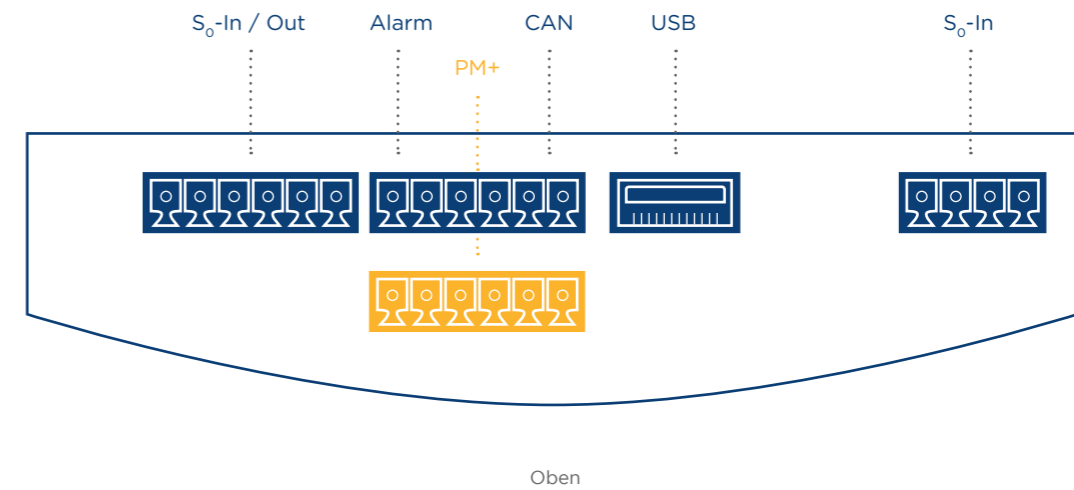 S₀-In / Out Alarm CAN USB S₀-In
PM+
Oben